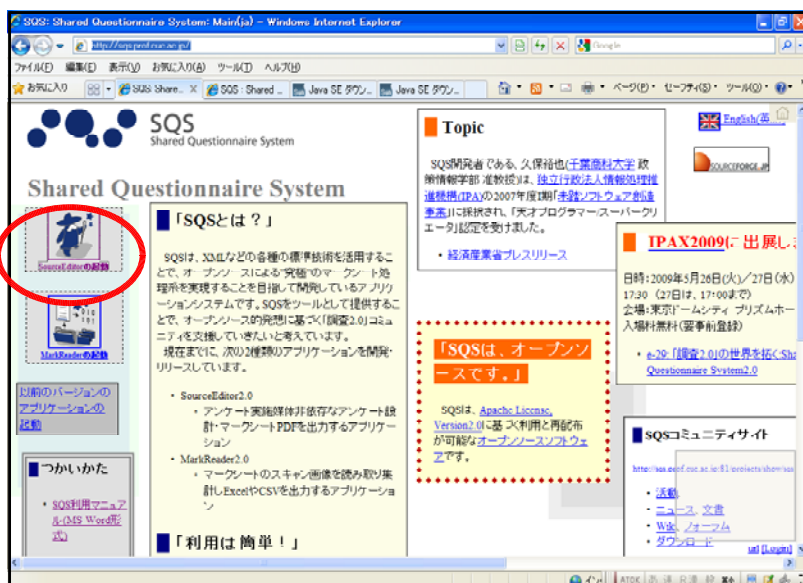 SQS: Shared Questionnaire System: Main(ja) - Windows Internet Explorer
Google
ファイル(F) 編集(E) 表示(V) お気に入り(A) ツール(T) ヘルプ(H)
お気に入り
SQS Share...
SQS : Shared ...
Java SE ダウン...
Java SE ダウン...
ページ(P)
セーフティ(S)
ツール(O)
SQS
Shared Questionnaire System
Shared Questionnaire System
SourceEditorの起動
MarkReaderの起動
以前のバージョンの
アプリケーションの
起動
つかいかた
SQS利用マニュア
ル(MS Word形
式)
「SQSとは？」
SQSは、XMLなどの各種の標準技術を活用するこ
とで、オープンソースによる"究極"のマークシート処
理系を実現することを目指して開発しているアプリケ
ーションシステムです。SQSをツールとして提供するこ
とで、オープンソース的発想に基づく「調査2.0」コミュ
ニティを支援していきたいと考えています。
現在までに、次の2種類のアプリケーションを開発・
リリースしています。
SourceEditor2.0
アンケート実施媒体非依存なアンケート設
計・マークシートPDFを出力するアプリケー
ション
MarkReader2.0
マークシートのスキャン画像を読み取り集
計しExcelやCSVを出力するアプリケーショ
ン
「利用は簡単！」
Topic
SQS開発者である、久保裕也(千葉商科大学 政
策情報学部 准教授)は、独立行政法人情報処理推
進機構(IPA)の2007年度I期「未踏ソフトウェア創造
事業」に採択され、「天才プログラマー/スーパークリ
エータ」認定を受けました。
経済産業省プレスリリース
「SQSは、オープンソ
ースです。」
SQSは、Apache License,
Version2.0に基づく利用と再配布
が可能なオープンソースソフトウェ
アです。
English(英...
SOURCEFORGE.JP
IPAX2009に出展し
日時：2009年5月26日(火)／27日(水)
17:30 (27日は、17:00まで)
会場：東京ドームシティ プリズムホー
入場料無料(要事前登録)
e-29: 「調査2.0」の世界を拓く:Sha
Questionnaire System2.0
SQSコミュニティサイト
活動
ニュース、文書
Wiki、フォーラム
ダウンロード
url [Login]